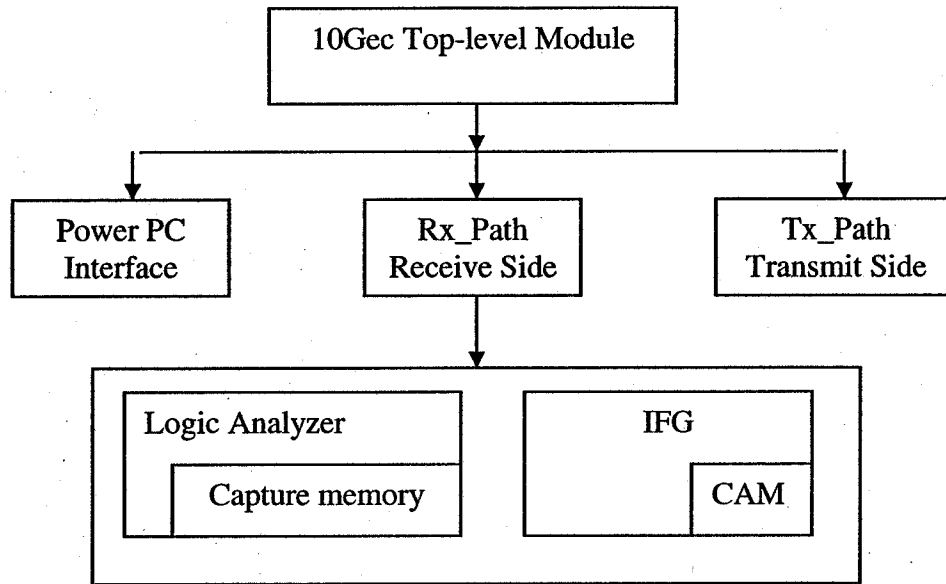 10Gec Top-level Module
Power PC
Interface
Rx_Path
Receive Side
Tx_Path
Transmit Side
Logic Analyzer
Capture memory
IFG
CAM